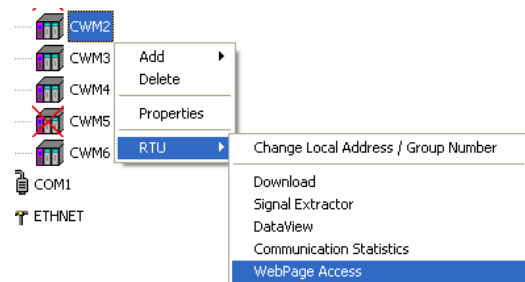 CWM2
CWM3
CWM4
CWM5
CWM6
COM1
ETHNET
Add
Delete
Properties
RTU
Change Local Address / Group Number
Download
Signal Extractor
DataView
Communication Statistics
WebPage Access